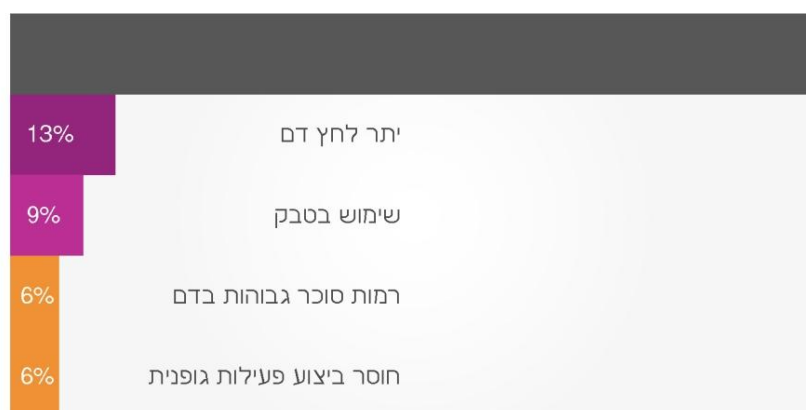 יתר לחץ דם
13%
שימוש בטבק
9%
רמות סוכר גבוהות בדם
6%
חוסר ביצוע פעילות גופנית
6%